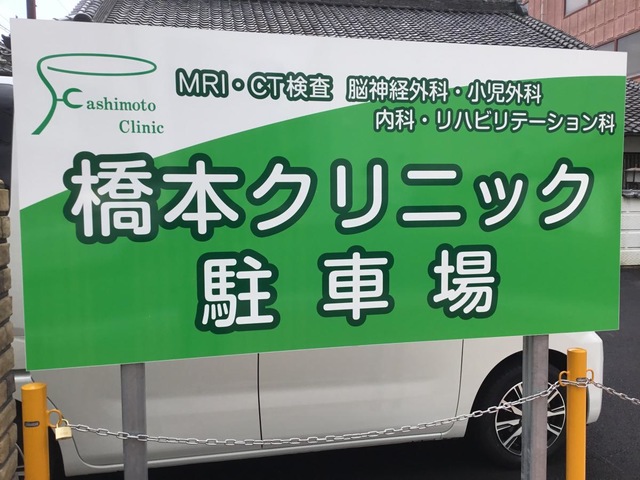 ashimoto
Clinic
MRI・CT検査 脳神経外科・小児外科
内科・リハビリテーション科
橋本クリニック
駐車場